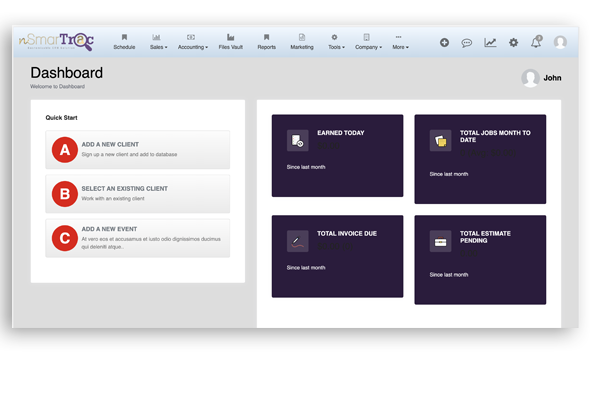 nSmarTrac
Schedule
Sales
Accounting
Files Vault
Reports
Marketing
Tools
Company
More
Dashboard
Welcome to Dashboard
John
Quick Start
A
ADD A NEW CLIENT
Sign up a new client and add to database
B
SELECT AN EXISTING CLIENT
Work with an existing client
C
ADD A NEW EVENT
At vero eos et accusamus et iusto odio dignissimos ducimus
qui deleniti atque..
EARNED TODAY
Since last month
TOTAL JOBS MONTH TO
DATE
Since last month
TOTAL INVOICE DUE
Since last month
TOTAL ESTIMATE
PENDING
Since last month